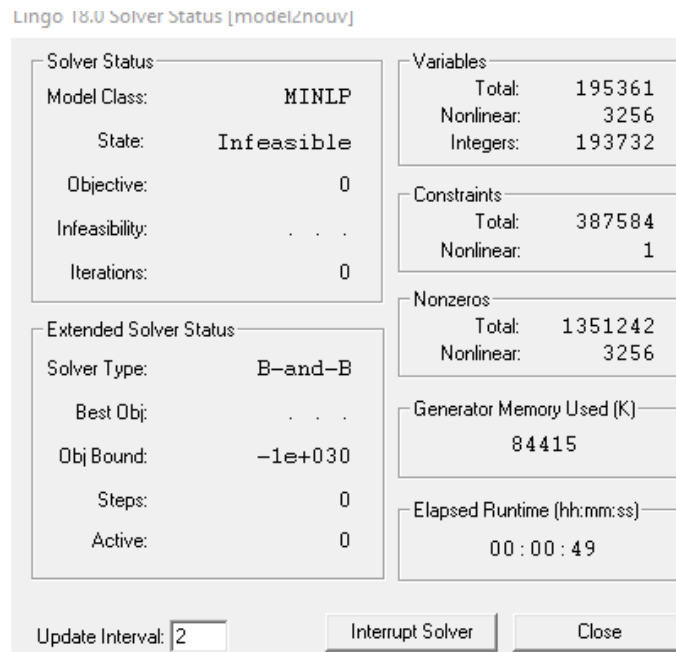 Lingo 18.0 Solver Status [model2nouv]
Solver Status
Model Class: MINLP
State: Infeasible
Objective: 0
Infeasibility: . . .
Iterations: 0
Extended Solver Status
Solver Type: B-and-B
Best Obj: . . .
Obj Bound: -1e+030
Steps: 0
Active: 0
Variables
Total: 195361
Nonlinear: 3256
Integers: 193732
Constraints
Total: 387584
Nonlinear: 1
Nonzeros
Total: 1351242
Nonlinear: 3256
Generator Memory Used (K)
84415
Elapsed Runtime (hh:mm:ss)
00:00:49
Update Interval: 2
Interrupt Solver
Close